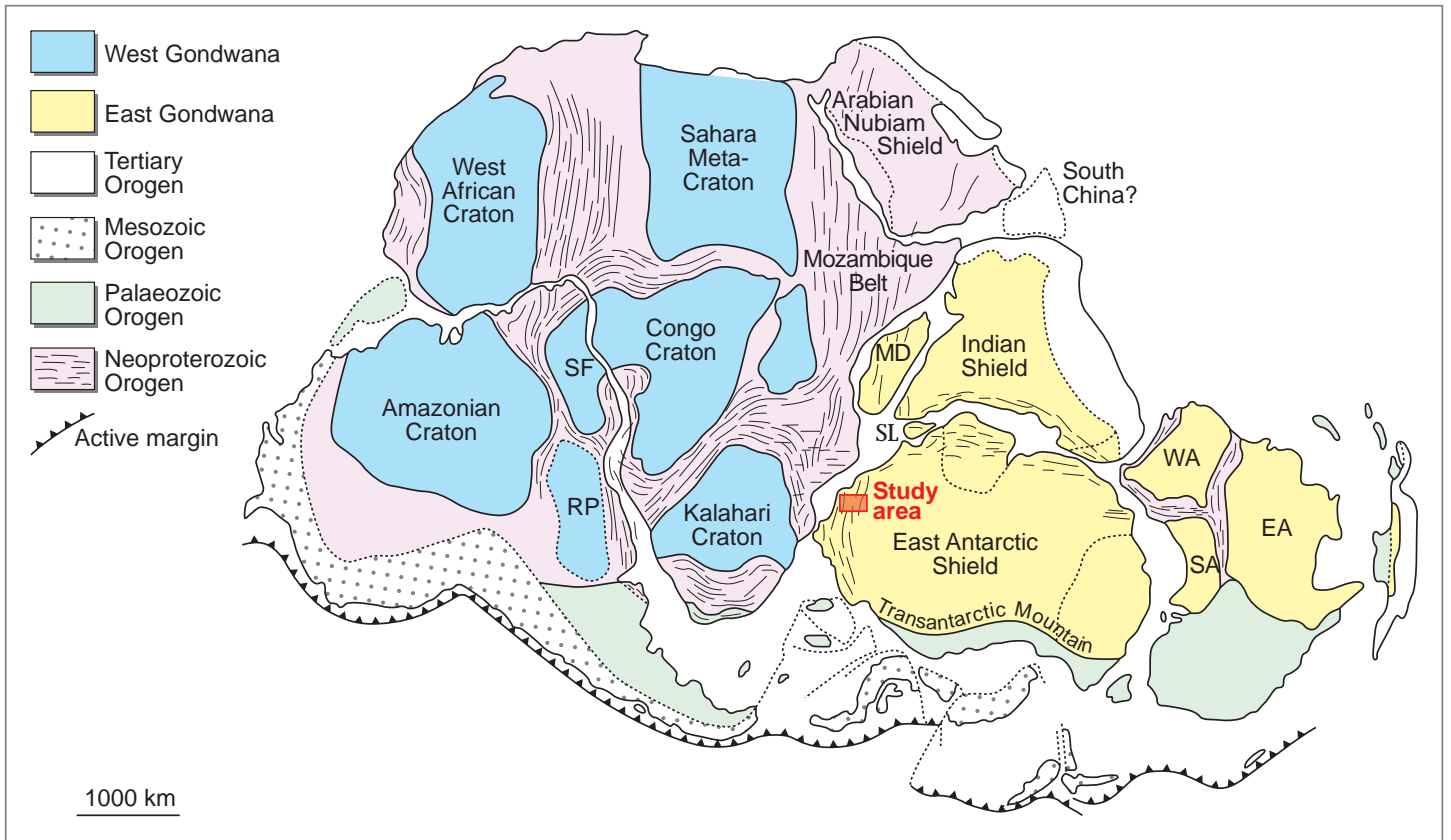 West Gondwana
East Gondwana
Tertiary
Orogen
Mesozoic
Orogen
Palaeozoic
Orogen
Neoproterozoic
Orogen
Active margin
1000 km
West
African
Craton
Sahara
Meta-
Craton
Arabian
Nubiam
Shield
South
China?
Mozambique
Belt
Congo
Craton
SF
Amazonian
Craton
RP
Kalahari
Craton
MD
Indian
Shield
SL
Study
area
East Antarctic
Shield
Transantarctic Mountain
WA
SA
EA